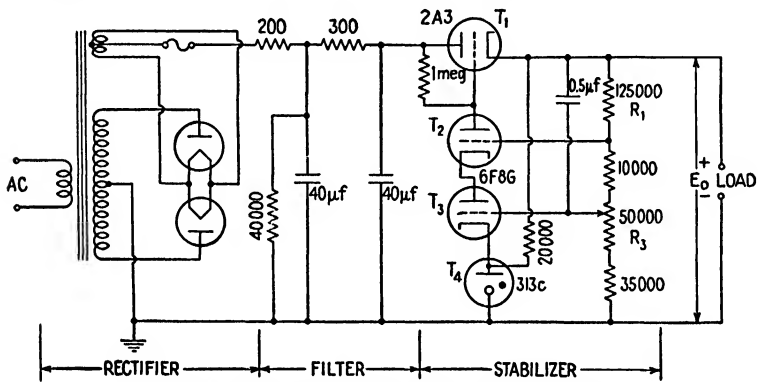 2A3
T1
200
300
1meg
0.5μf
125000
R1
T2
6F8G
10000
AC
40000
40μf
40μf
T3
20000
50000
R3
+
E0
-
LOAD
T4
313c
35000
RECTIFIER
FILTER
STABILIZER